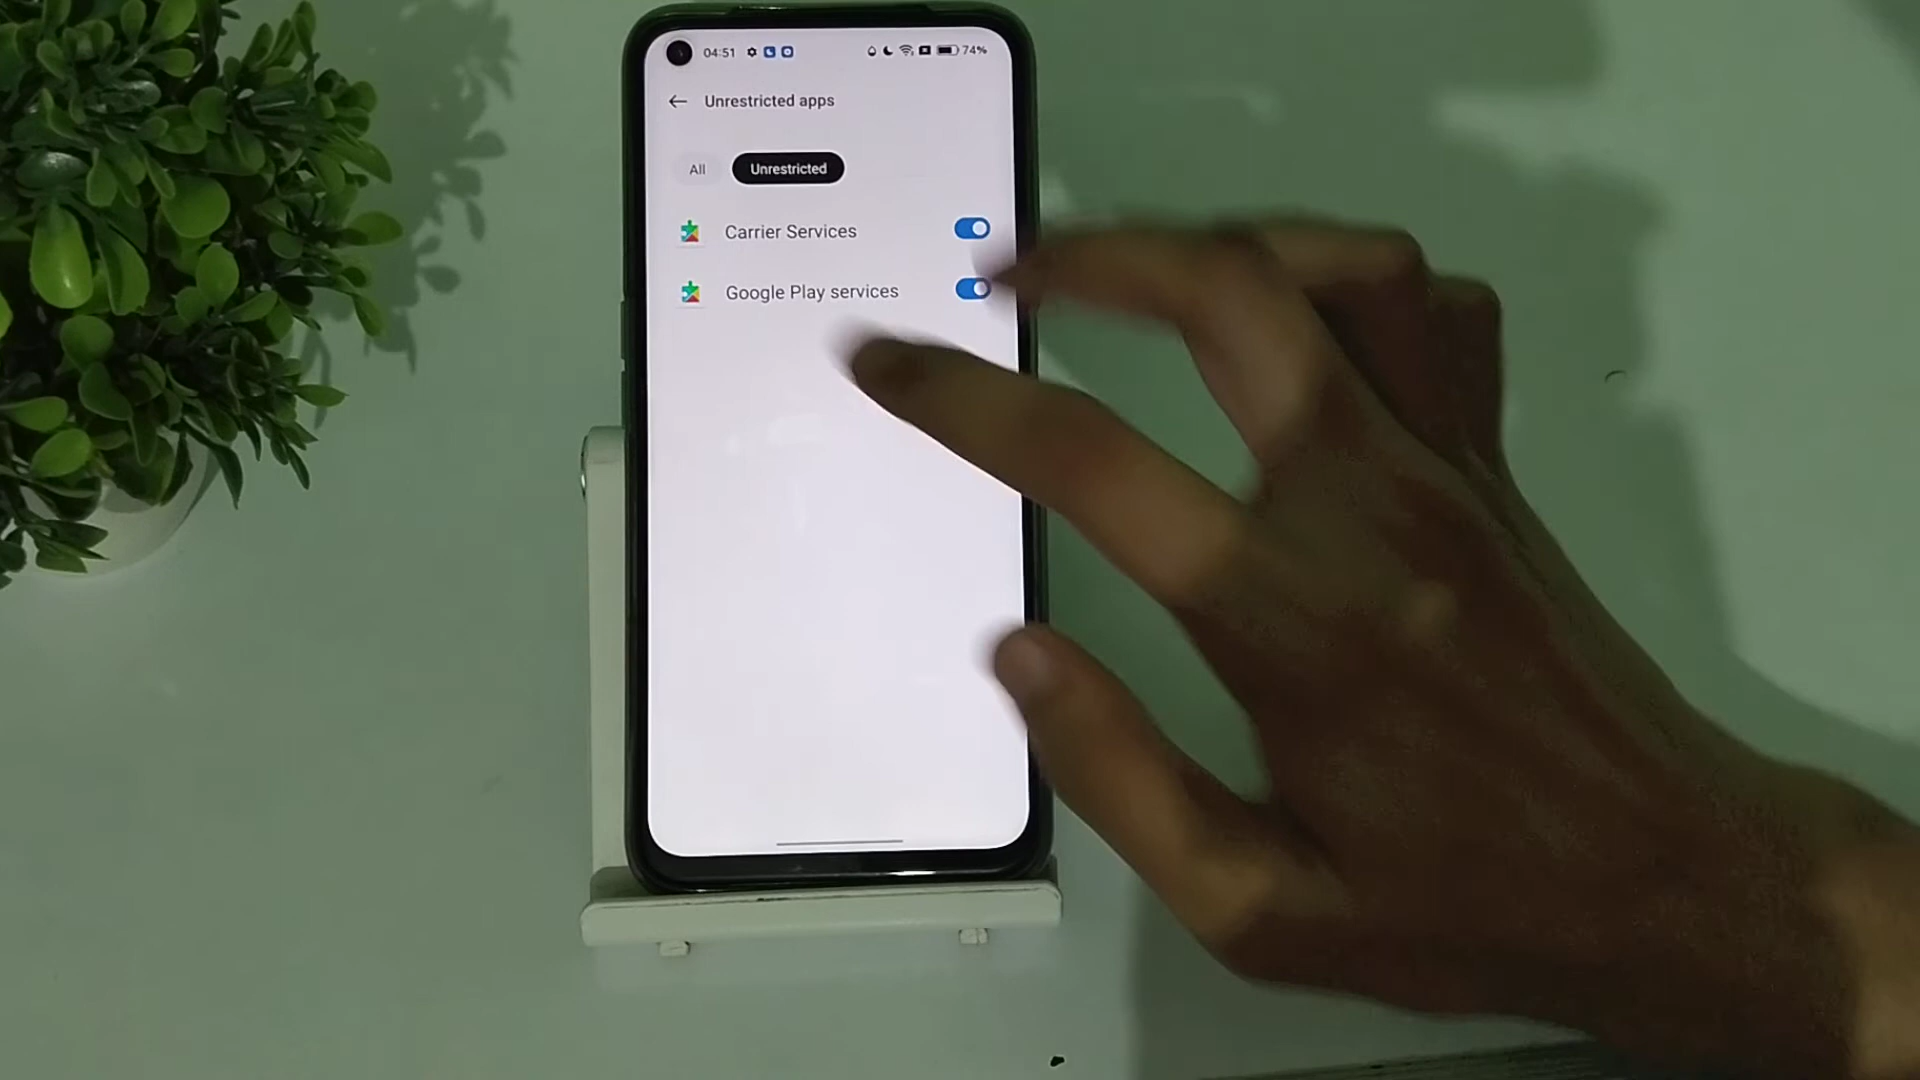 04:51 74%
Unrestricted apps
All Unrestricted
Carrier Services
Google Play services